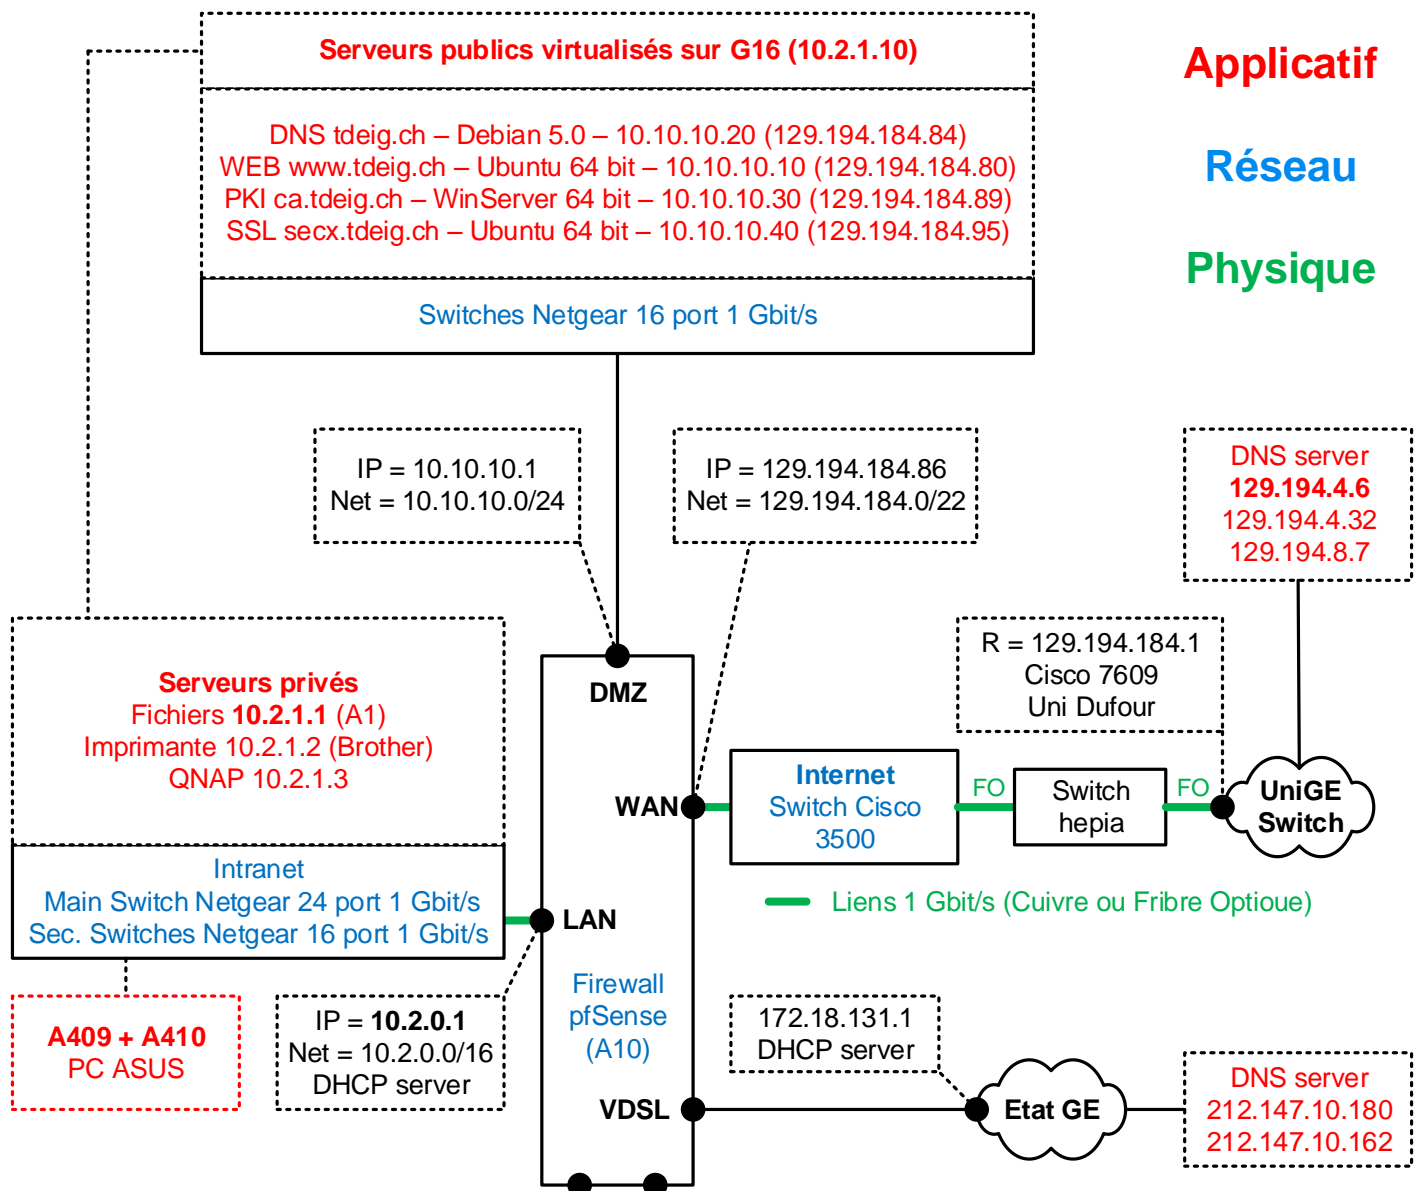 Serveurs publics virtualisés sur G16 (10.2.1.10)
DNS tdeig.ch – Debian 5.0 – 10.10.10.20 (129.194.184.84)
WEB www.tdeig.ch – Ubuntu 64 bit – 10.10.10.10 (129.194.184.80)
PKI ca.tdeig.ch – WinServer 64 bit – 10.10.10.30 (129.194.184.89)
SSL secx.tdeig.ch – Ubuntu 64 bit – 10.10.10.40 (129.194.184.95)
Switches Netgear 16 port 1 Gbit/s
Applicatif
Réseau
Physique
IP = 10.10.10.1
Net = 10.10.10.0/24
IP = 129.194.184.86
Net = 129.194.184.0/22
DNS server
129.194.4.6
129.194.4.32
129.194.8.7
Serveurs privés
Fichiers 10.2.1.1 (A1)
Imprimante 10.2.1.2 (Brother)
QNAP 10.2.1.3
Intranet
Main Switch Netgear 24 port 1 Gbit/s
Sec. Switches Netgear 16 port 1 Gbit/s
A409 + A410
PC ASUS
IP = 10.2.0.1
Net = 10.2.0.0/16
DHCP server
DMZ
WAN
LAN
Firewall
pfSense
(A10)
VDSL
Internet
Switch Cisco
3500
FO
Switch
hepia
FO
R = 129.194.184.1
Cisco 7609
Uni Dufour
UniGE
Switch
Liens 1 Gbit/s (Cuivre ou Fribre Optioue)
172.18.131.1
DHCP server
Etat GE
DNS server
212.147.10.180
212.147.10.162